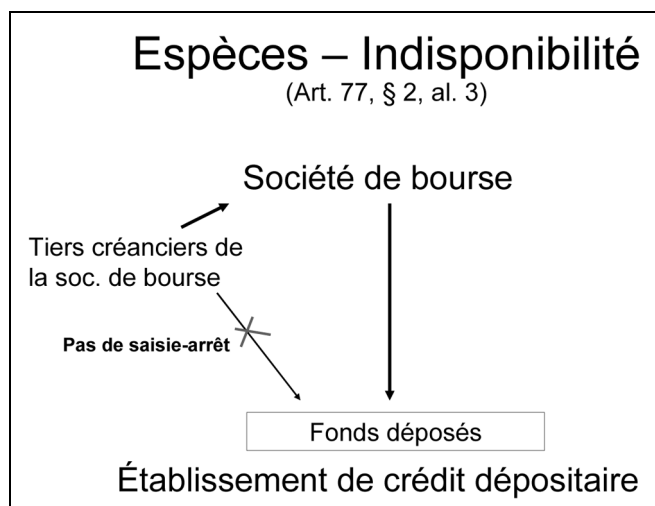 Espèces – Indisponibilité
(Art. 77, § 2, al. 3)
Société de bourse
Tiers créanciers de
la soc. de bourse
Pas de saisie-arrêt
Fonds déposés
Établissement de crédit dépositaire